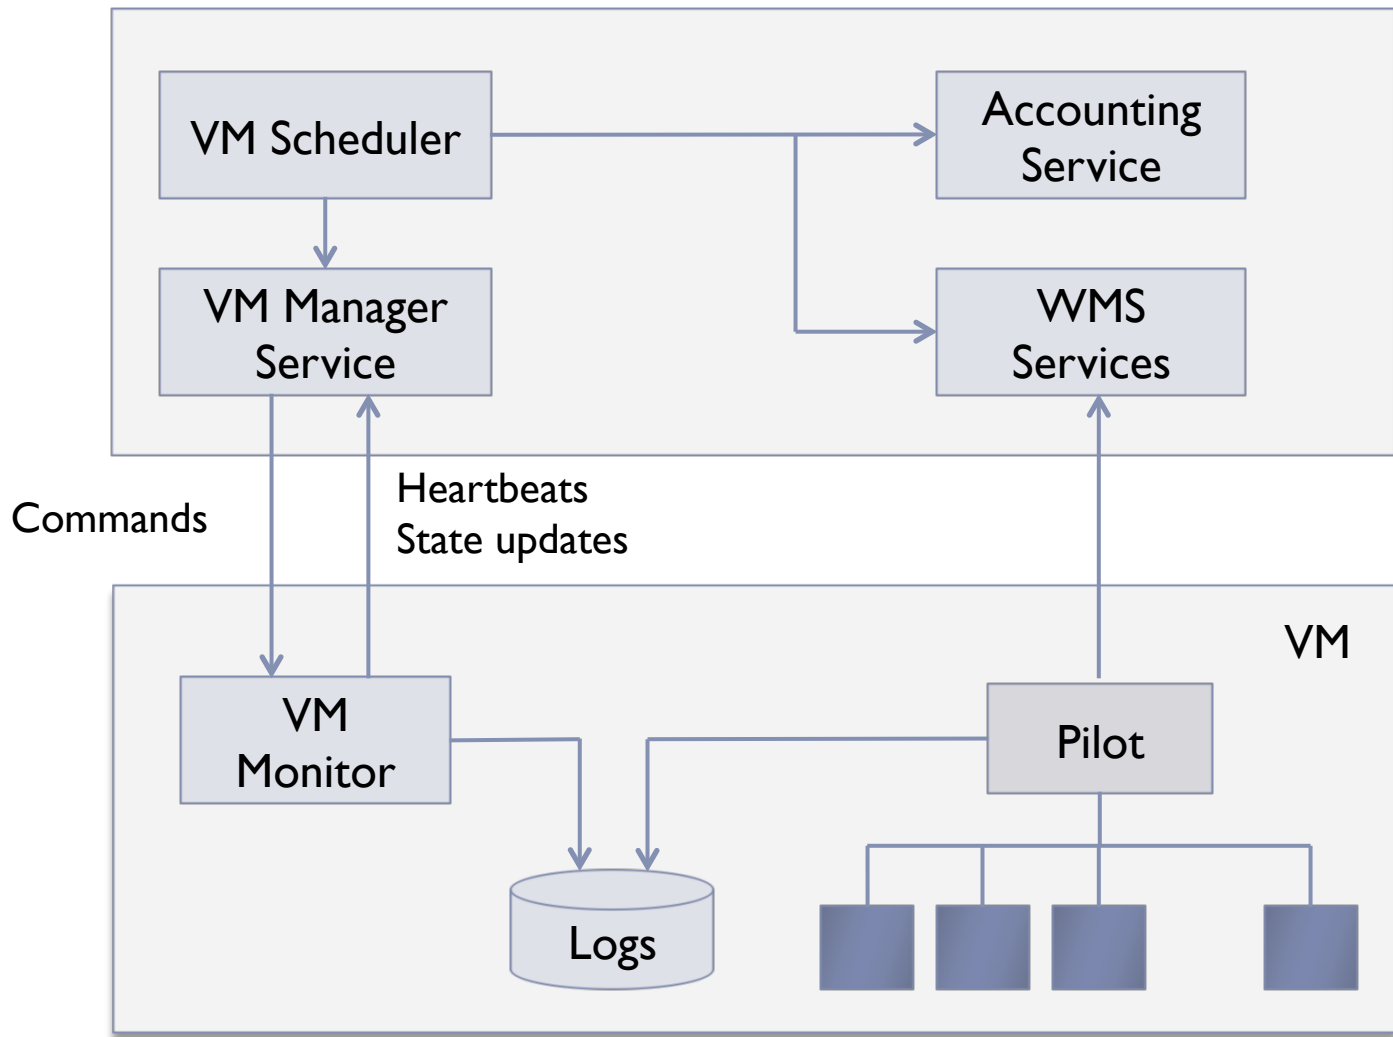 VM Scheduler
Accounting
Service
VM Manager
Service
WMS
Services
Commands
Heartbeats
State updates
VM
VM
Monitor
Pilot
Logs